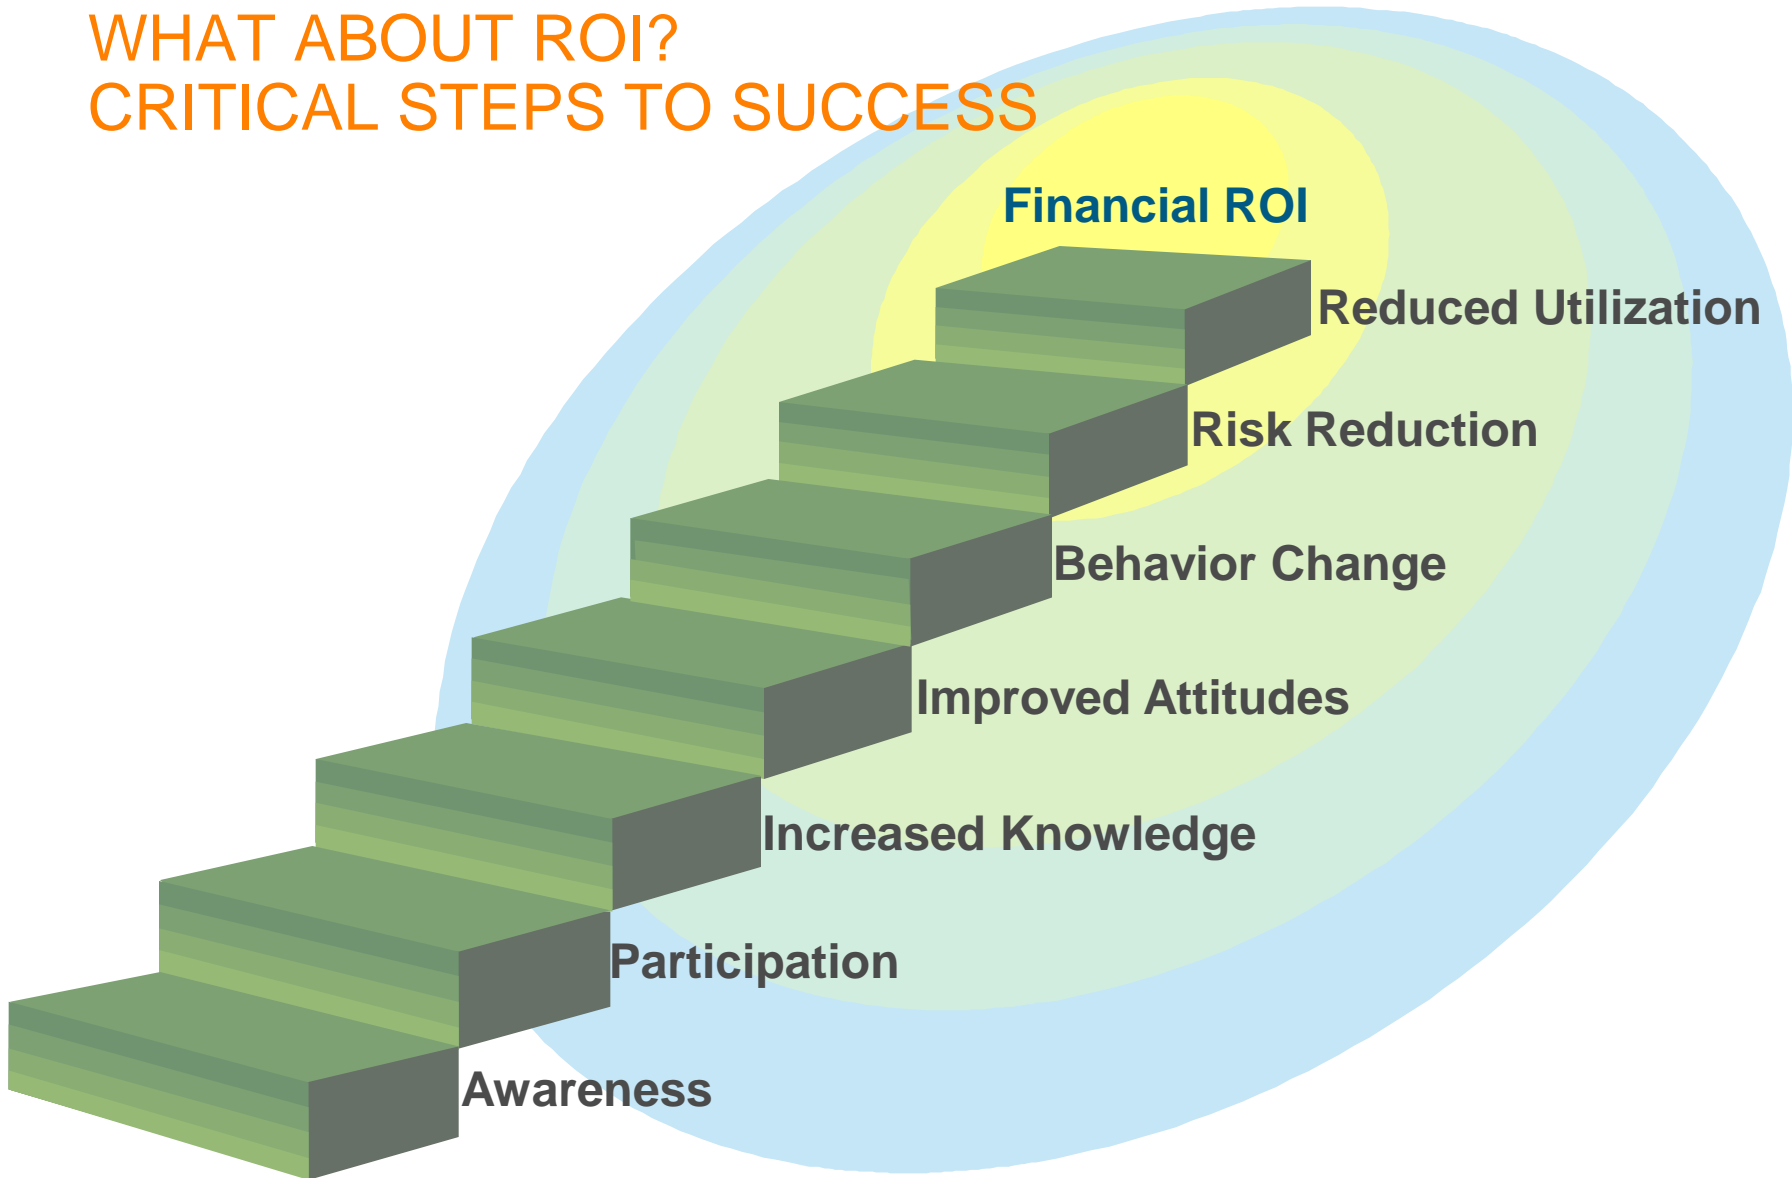 WHAT ABOUT ROI?
CRITICAL STEPS TO SUCCESS
Financial ROI
Reduced Utilization
Risk Reduction
Behavior Change
Improved Attitudes
Increased Knowledge
Participation
Awareness